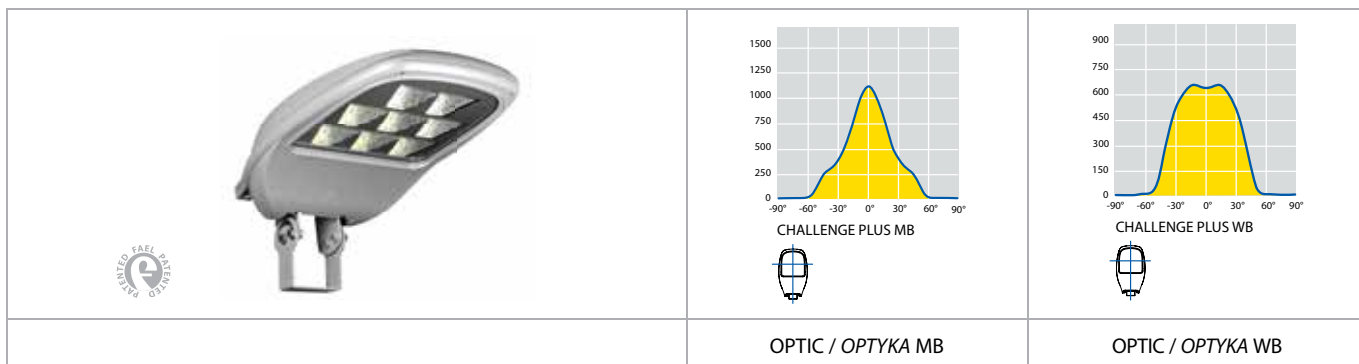 PATENTED FAEL PATENTED
1500
1250
1000
750
500
250
0
-90° -60° -30° 0° 30° 60° 90°
CHALLENGE PLUS MB
900
750
600
450
300
150
0
-90° -60° -30° 0° 30° 60° 90°
CHALLENGE PLUS WB
OPTIC / OPTYKA MB
OPTIC / OPTYKA WB